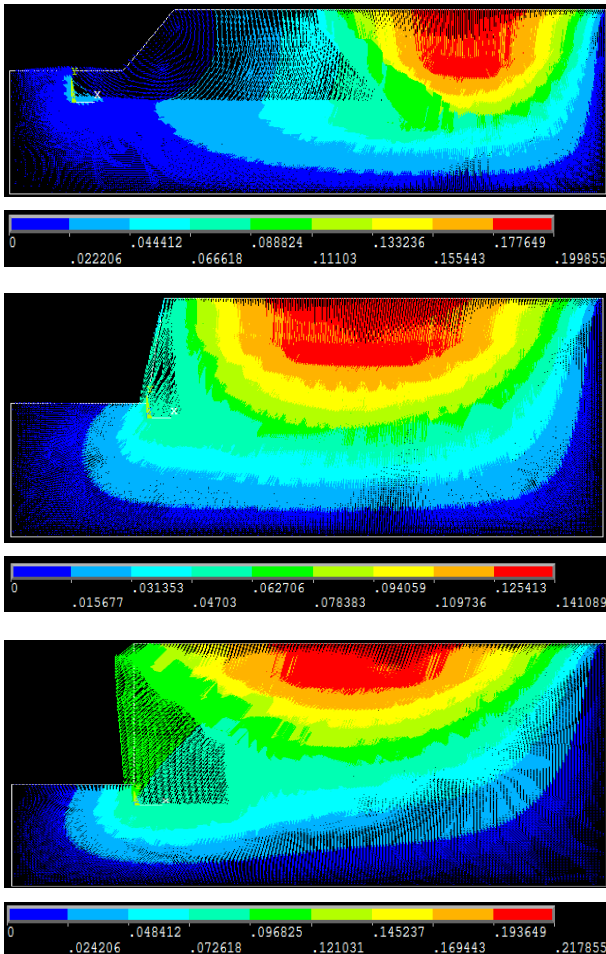 Y
X
0 .044412 .088824 .133236 .177649
.022206 .066618 .11103 .155443 .199855
X
0 .031353 .062706 .094059 .125413
.015677 .04703 .078383 .109736 .141089
0 .048412 .096825 .145237 .193649
.024206 .072618 .121031 .169443 .217855